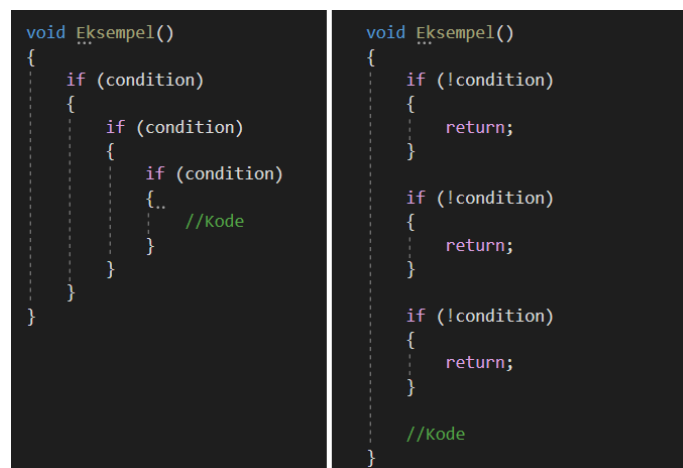 void Eksempel()
{
if (condition)
{
if (condition)
{
if (condition)
{
//Kode
}
}
}
}
void Eksempel()
{
if (!condition)
{
return;
}
if (!condition)
{
return;
}
if (!condition)
{
return;
}
//Kode
}